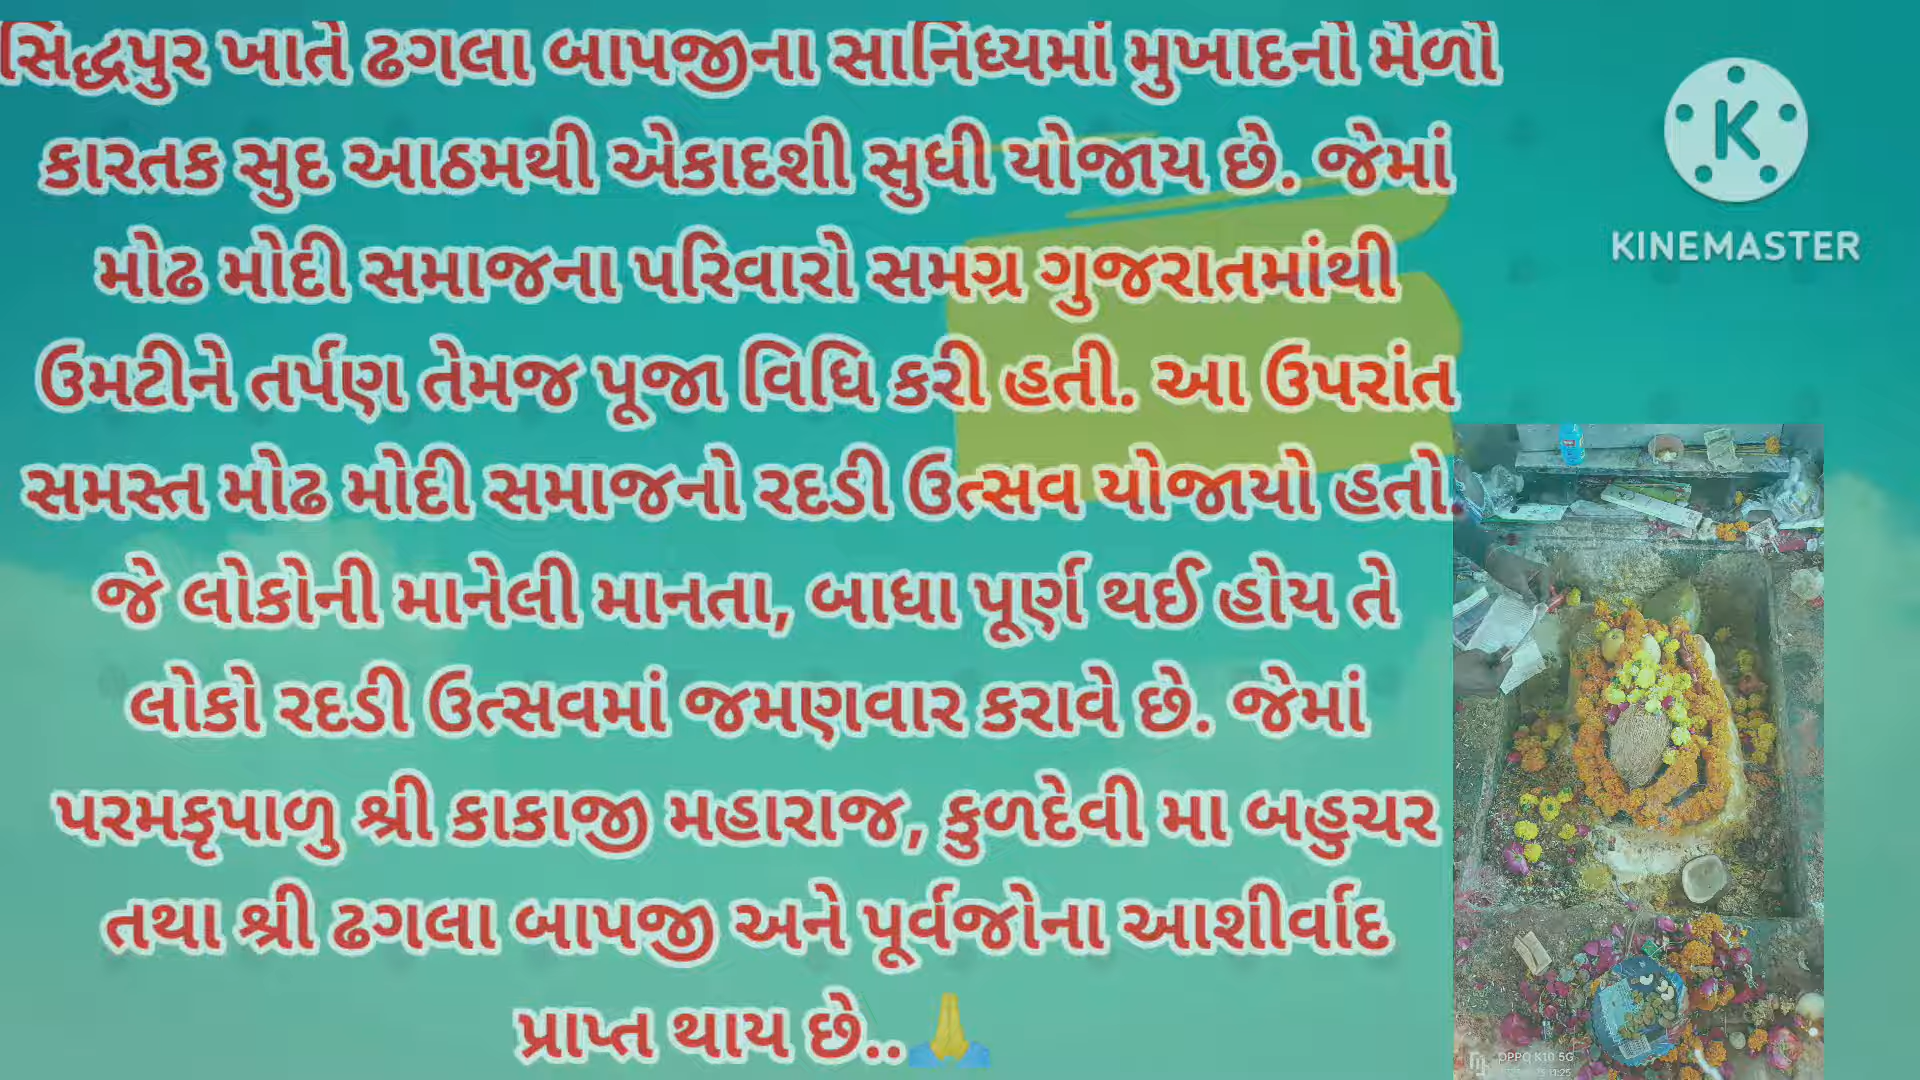 સિદ્ધપુર ખાતે ઢગલા બાપજીના સાનિધ્યમાં મુખાદનો મેળો
કારતક સુદ આઠમથી એકાદશી સુધી યોજાય છે. જેમાં
મોઢ મોદી સમાજના પરિવારો સમગ્ર ગુજરાતમાંથી
ઉમટીને તર્પણ તેમજ પૂજા વિધિ કરી હતી. આ ઉપરાંત
સમસ્ત મોઢ મોદી સમાજનો રદડી ઉત્સવ યોજાયો હતો.
જે લોકોની માનેલી માનતા, બાધા પૂર્ણ થઈ હોય તે
લોકો રદડી ઉત્સવમાં જમણવાર કરાવે છે. જેમાં
પરમકૃપાળુ શ્રી કાકાજી મહારાજ, કુળદેવી મા બહુચર
તથા શ્રી ઢગલા બાપજી અને પૂર્વજોના આશીર્વાદ
પ્રાપ્ત થાય છે..🙏
K
KINEMASTER
OPPO K10 5G